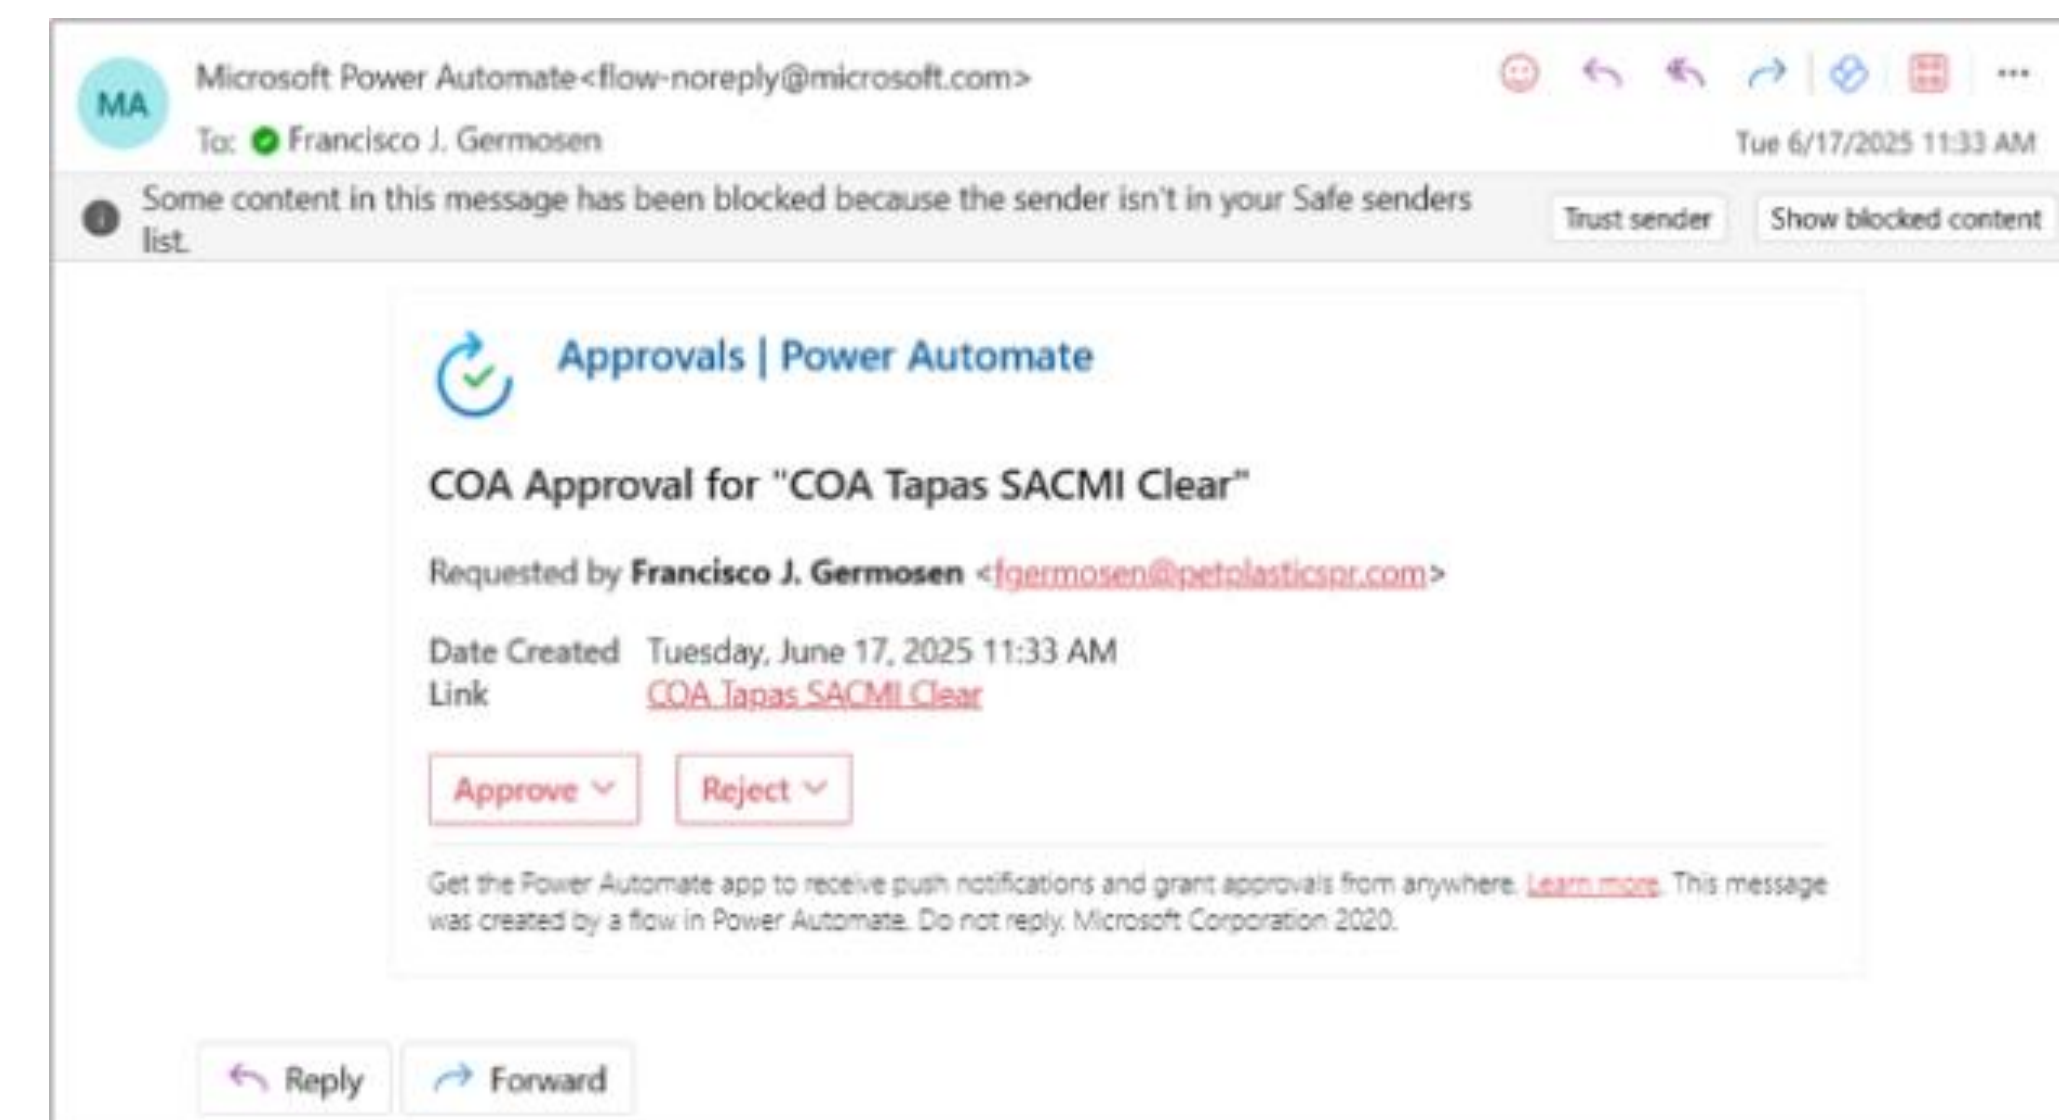 MA
Microsoft Power Automate<flow-noreply@microsoft.com>
To: Francisco J. Germosen
Tue 6/17/2025 11:33 AM
Some content in this message has been blocked because the sender isn't in your Safe senders
list.
Trust sender
Show blocked content
Approvals | Power Automate
COA Approval for "COA Tapas SACMI Clear"
Requested by Francisco J. Germosen <fgermosen@petplasticspr.com>
Date Created Tuesday, June 17, 2025 11:33 AM
Link COA Tapas SACMI Clear
Approve
Reject
Get the Power Automate app to receive push notifications and grant approvals from anywhere. Learn more. This message
was created by a flow in Power Automate. Do not reply. Microsoft Corporation 2020.
Reply
Forward